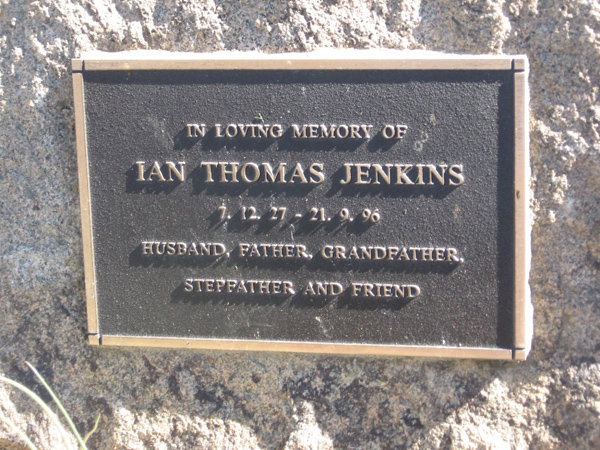 IN LOVING MEMORY OF
IAN THOMAS JENKINS
7. 12. 27 - 21. 9. 96
HUSBAND, FATHER, GRANDFATHER,
STEPFATHER AND FRIEND